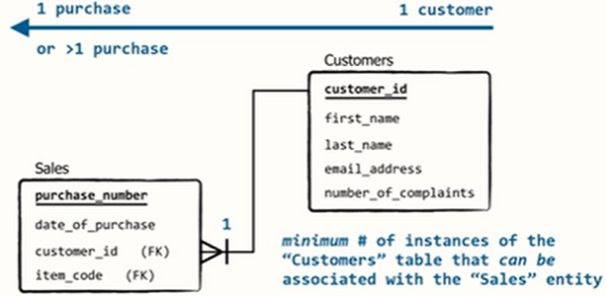 1 purchase
1 customer
or >1 purchase
Customers
customer_id
first_name
last_name
email_address
number_of_complaints
Sales
purchase_number
date_of_purchase
customer_id (FK)
item_code (FK)
1
minimum # of instances of the
“Customers” table that can be
associated with the “Sales” entity